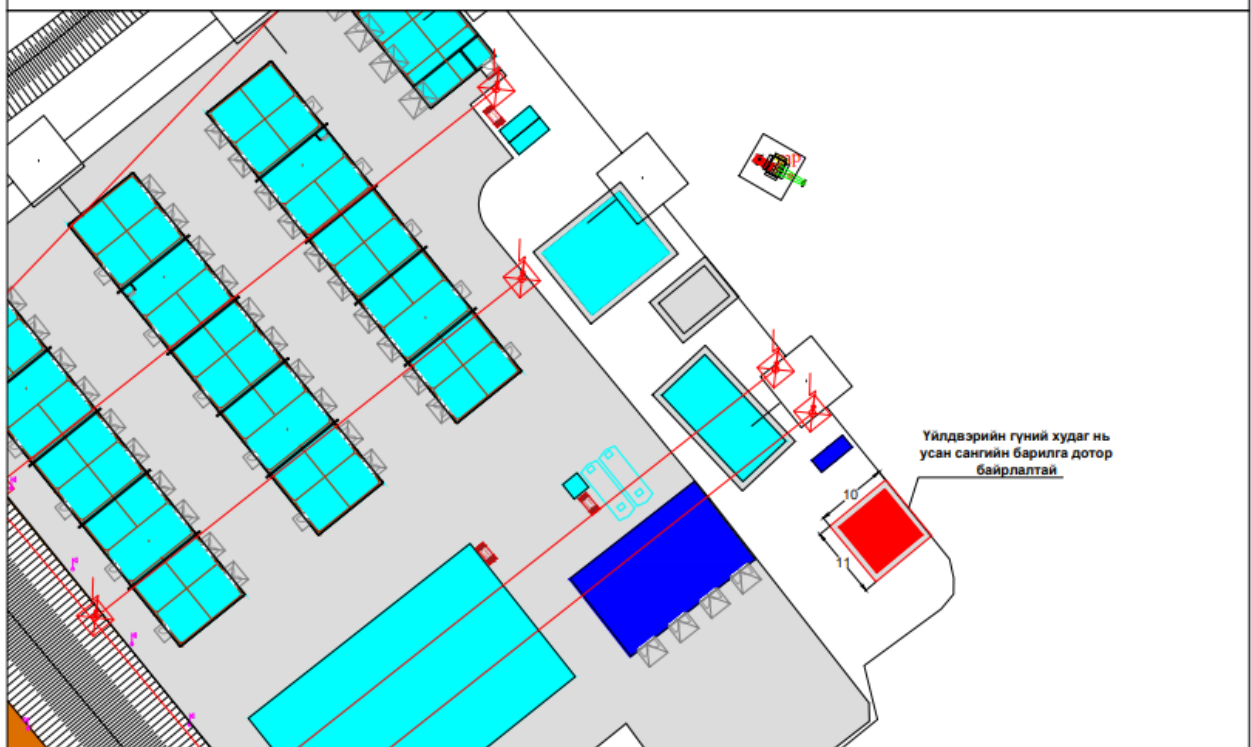 Үйлдвэрийн гүний худаг нь
усан сангийн барилга дотор
байрлалтай
10
11